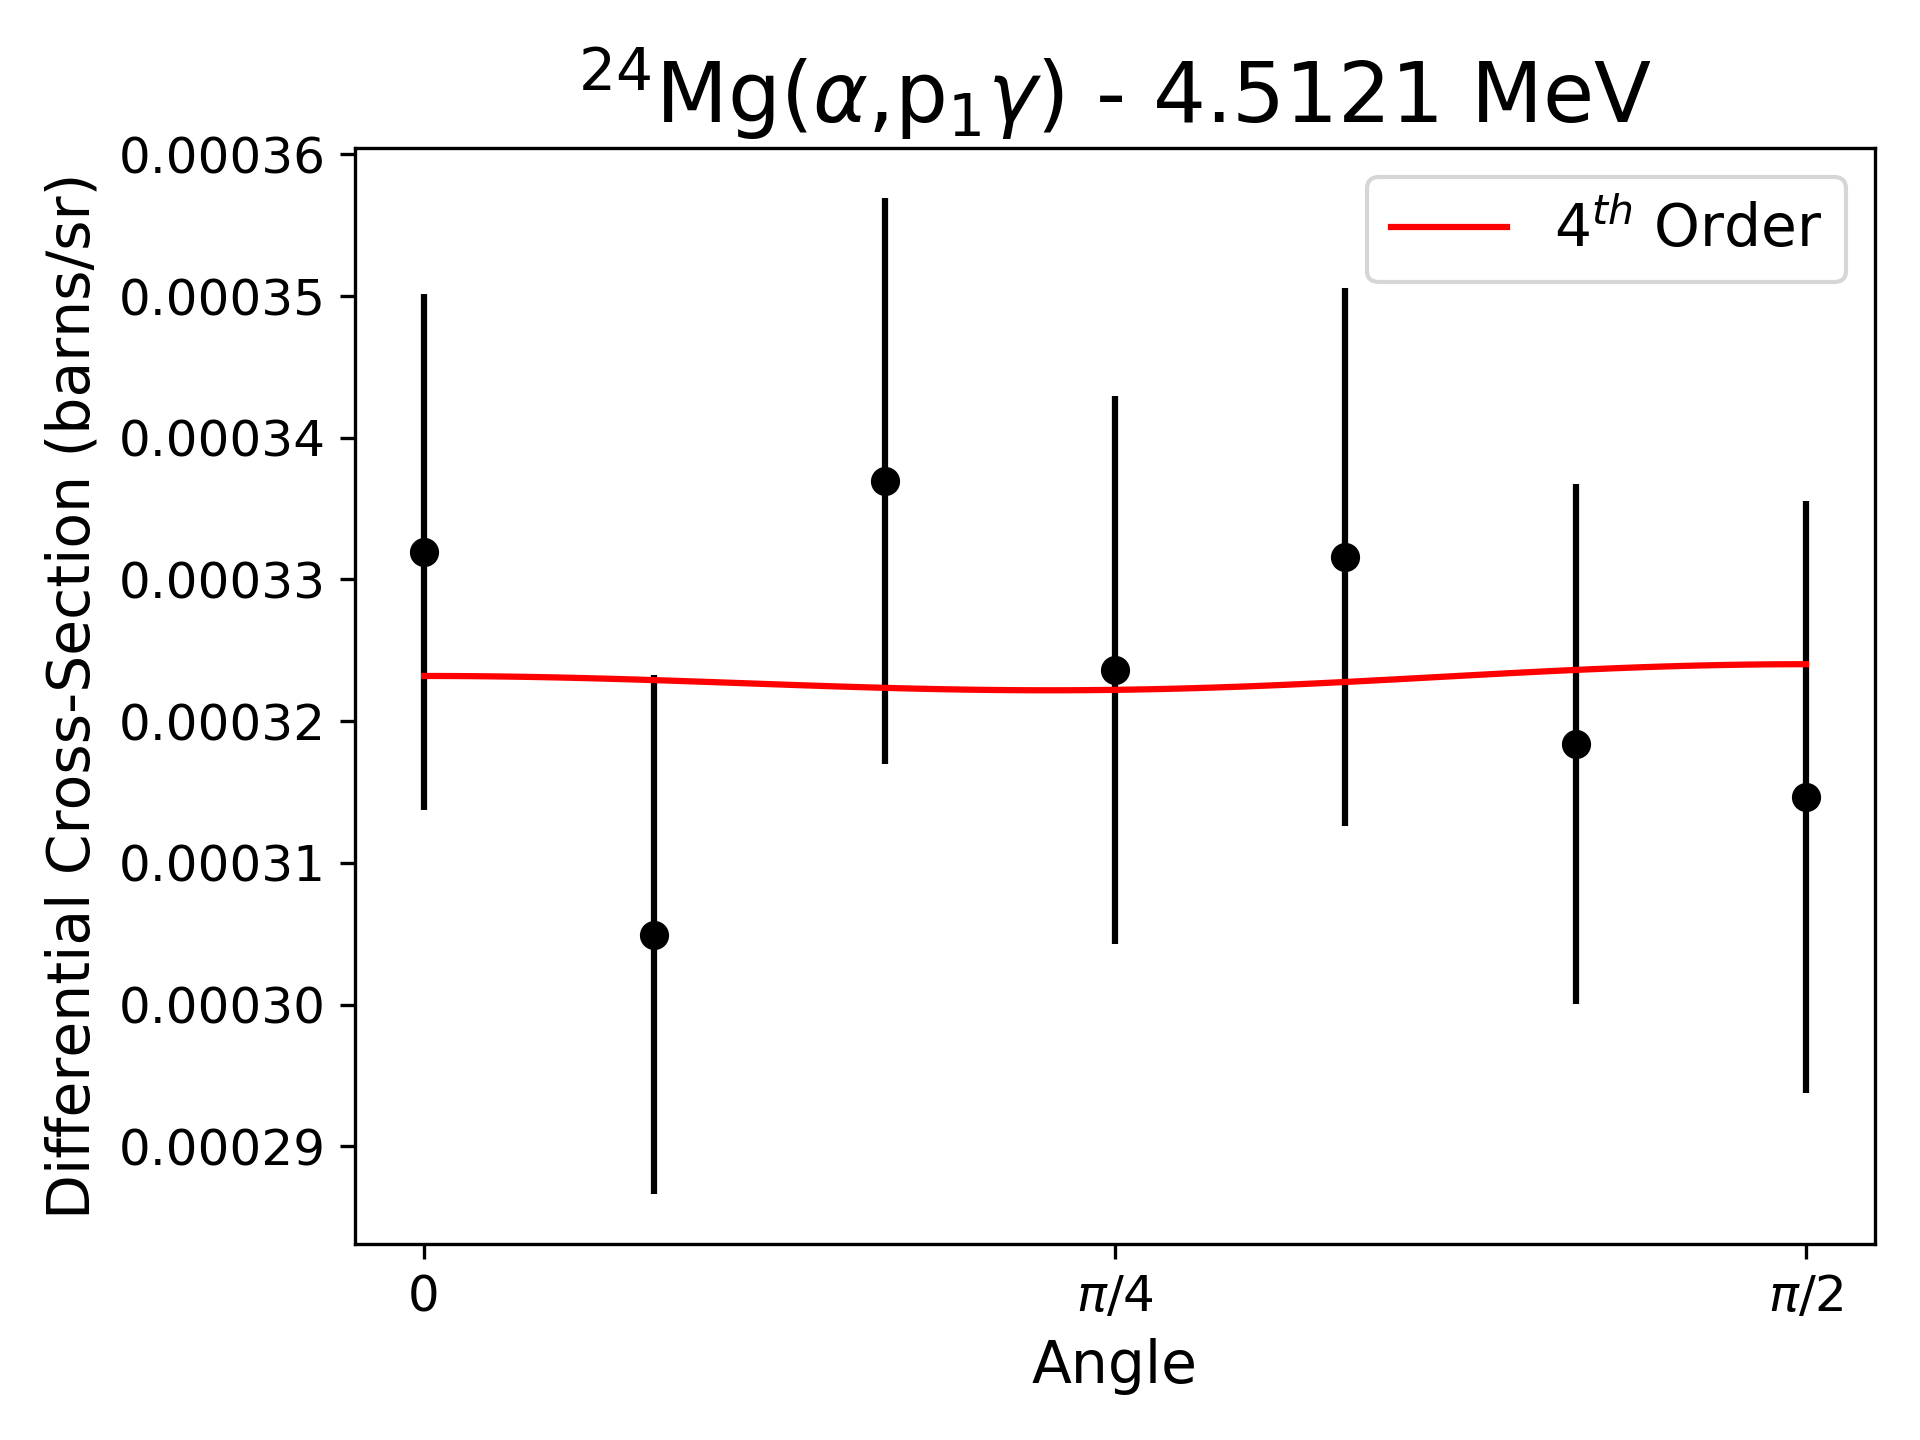 ²⁴Mg(α,p₁γ) - 4.5121 MeV
4ᵗʰ Order
Differential Cross-Section (barns/sr)
0.00036
0.00035
0.00034
0.00033
0.00032
0.00031
0.00030
0.00029
0 π/4 π/2
Angle